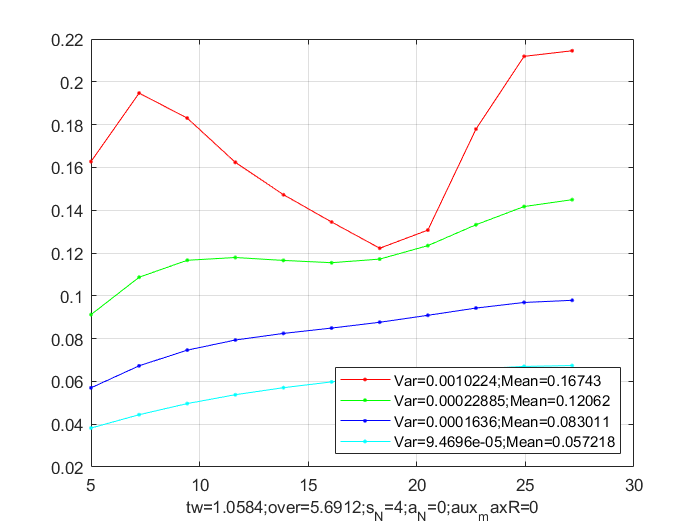 0.22
0.2
0.18
0.16
0.14
0.12
0.1
0.08
0.06
0.04
0.02
Var=0.0010224;Mean=0.16743
Var=0.00022885;Mean=0.12062
Var=0.0001636;Mean=0.083011
Var=9.4696e-05;Mean=0.057218
5 10 15 20 25 30
tw=1.0584;over=5.6912;s_N=4;a_N=0;aux_maxR=0